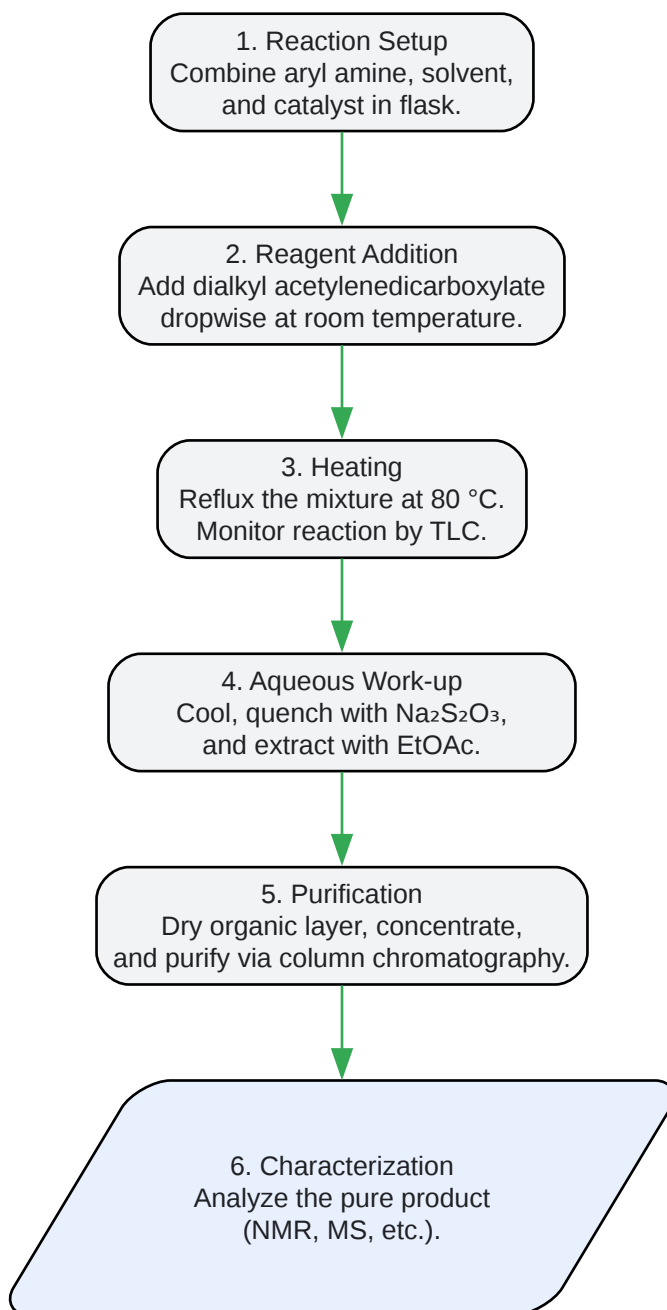 1. Reaction Setup
Combine aryl amine, solvent,
and catalyst in flask.
2. Reagent Addition
Add dialkyl acetylenedicarboxylate
dropwise at room temperature.
3. Heating
Reflux the mixture at 80 °C.
Monitor reaction by TLC.
4. Aqueous Work-up
Cool, quench with Na₂S₂O₃,
and extract with EtOAc.
5. Purification
Dry organic layer, concentrate,
and purify via column chromatography.
6. Characterization
Analyze the pure product
(NMR, MS, etc.).